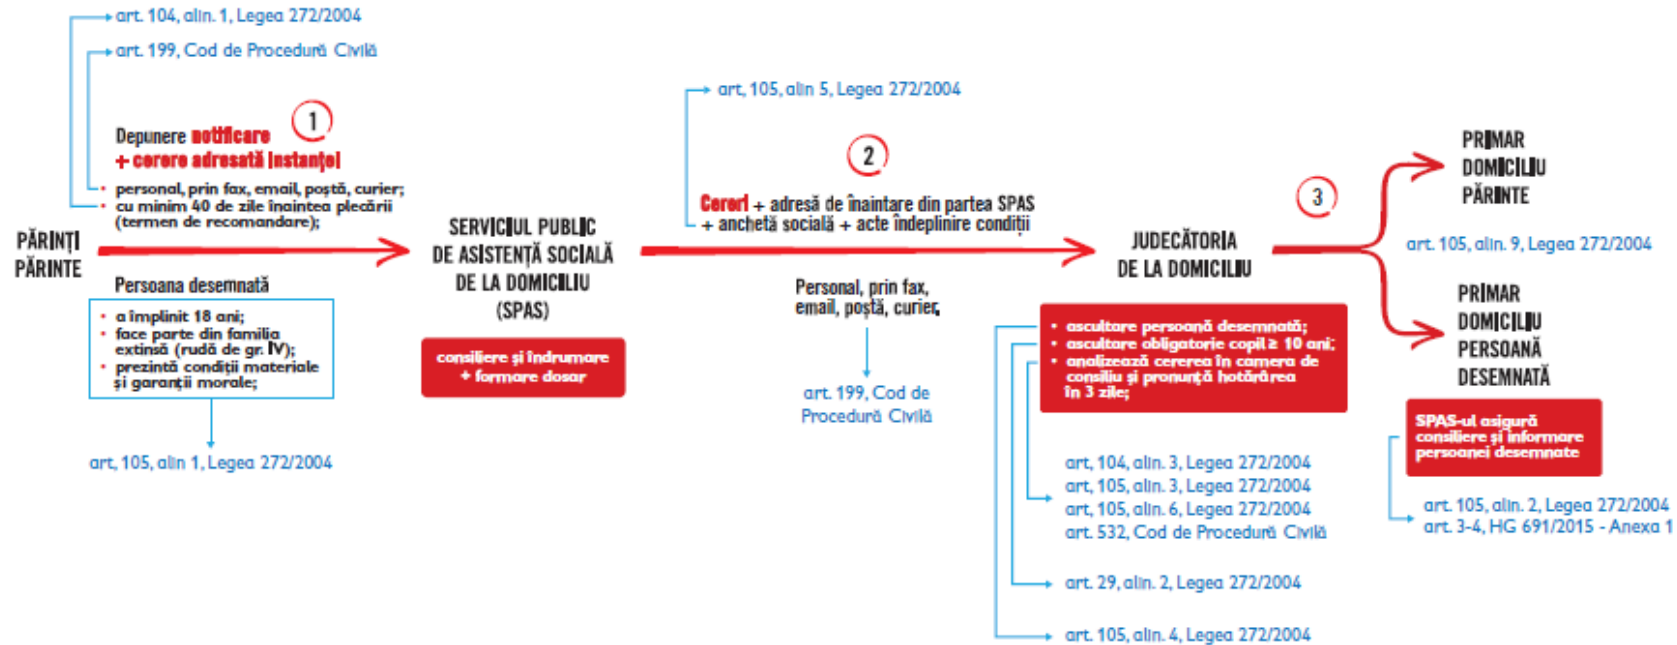 art. 104, alin. 1, Legea 272/2004
art. 199, Cod de Procedură Civilă
1
Depunere notificare
+ cerere adresată instanței
• personal, prin fax, email, poștă, curier;
• cu minim 40 de zile înaintea plecării
(termen de recomandare);
PĂRINȚI
PĂRINTE
Persoana desemnată
• a împlinit 18 ani;
• face parte din familia
extinsă (rudă de gr. IV);
• prezintă condiții materiale
și garanții morale;
art, 105, alin 1, Legea 272/2004
SERVICIUL PUBLIC
DE ASISTENȚĂ SOCIALĂ
DE LA DOMICILIU
(SPAS)
consiliere și îndrumare
+ formare dosar
art, 105, alin 5, Legea 272/2004
2
Cereri + adresă de înaintare din partea SPAS
+ anchetă socială + acte îndeplinire condiții
Personal, prin fax,
email, poștă, curier.
art. 199, Cod de
Procedură Civilă
JUDECĂTORIA
DE LA DOMICILIU
• ascultare persoană desemnată;
• ascultare obligatorie copil ≥ 10 ani;
• analizează cererea în camera de
consiliu și pronunță hotărârea
în 3 zile;
art, 104, alin. 3, Legea 272/2004
art, 105, alin. 3, Legea 272/2004
art, 105, alin. 6, Legea 272/2004
art. 532, Cod de Procedură Civilă
art. 29, alin. 2, Legea 272/2004
art. 105, alin. 4, Legea 272/2004
3
PRIMAR
DOMICILIU
PĂRINTE
art. 105, alin. 9, Legea 272/2004
PRIMAR
DOMICILIU
PERSOANĂ
DESEMNATĂ
SPAS-ul asigură
consiliere și informare
persoanei desemnate
art. 105, alin. 2, Legea 272/2004
art. 3-4, HG 691/2015 - Anexa 1